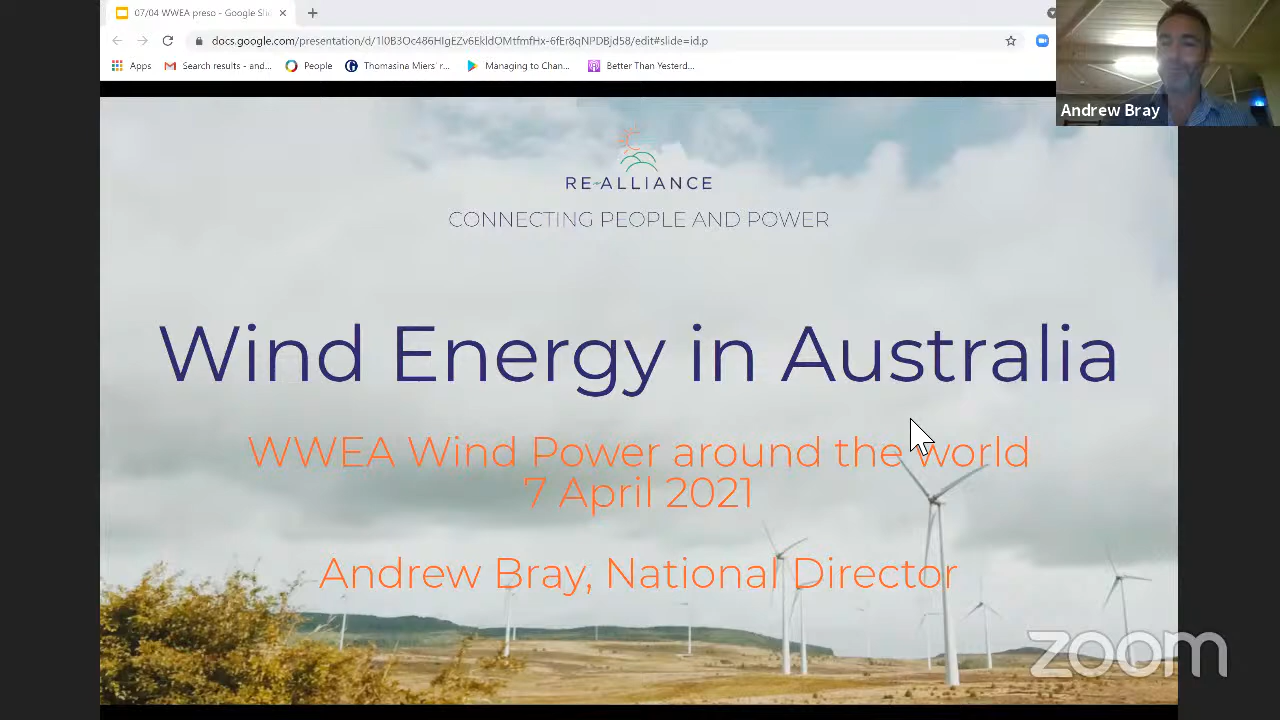 07/04 WWEA preso - Google Sli
docs.google.com/presentation/d/1l0B3Oc486HIgEZv6EkldOMtfmfHx-6fEr8qNPDBjd58/edit#slide=id.p
Apps
Search results - and...
People
Thomasina Miers' r...
Managing to Chan...
Better Than Yesterd...
Andrew Bray
RE-ALLIANCE
CONNECTING PEOPLE AND POWER
Wind Energy in Australia
WWEA Wind Power around the world
7 April 2021
Andrew Bray, National Director
zoom